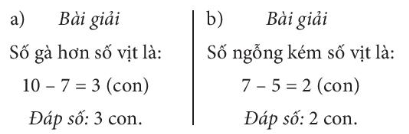 a) Bài giải
Số gà hơn số vịt là:
10 – 7 = 3 (con)
Đáp số: 3 con.
b) Bài giải
Số ngỗng kém số vịt là:
7 – 5 = 2 (con)
Đáp số: 2 con.